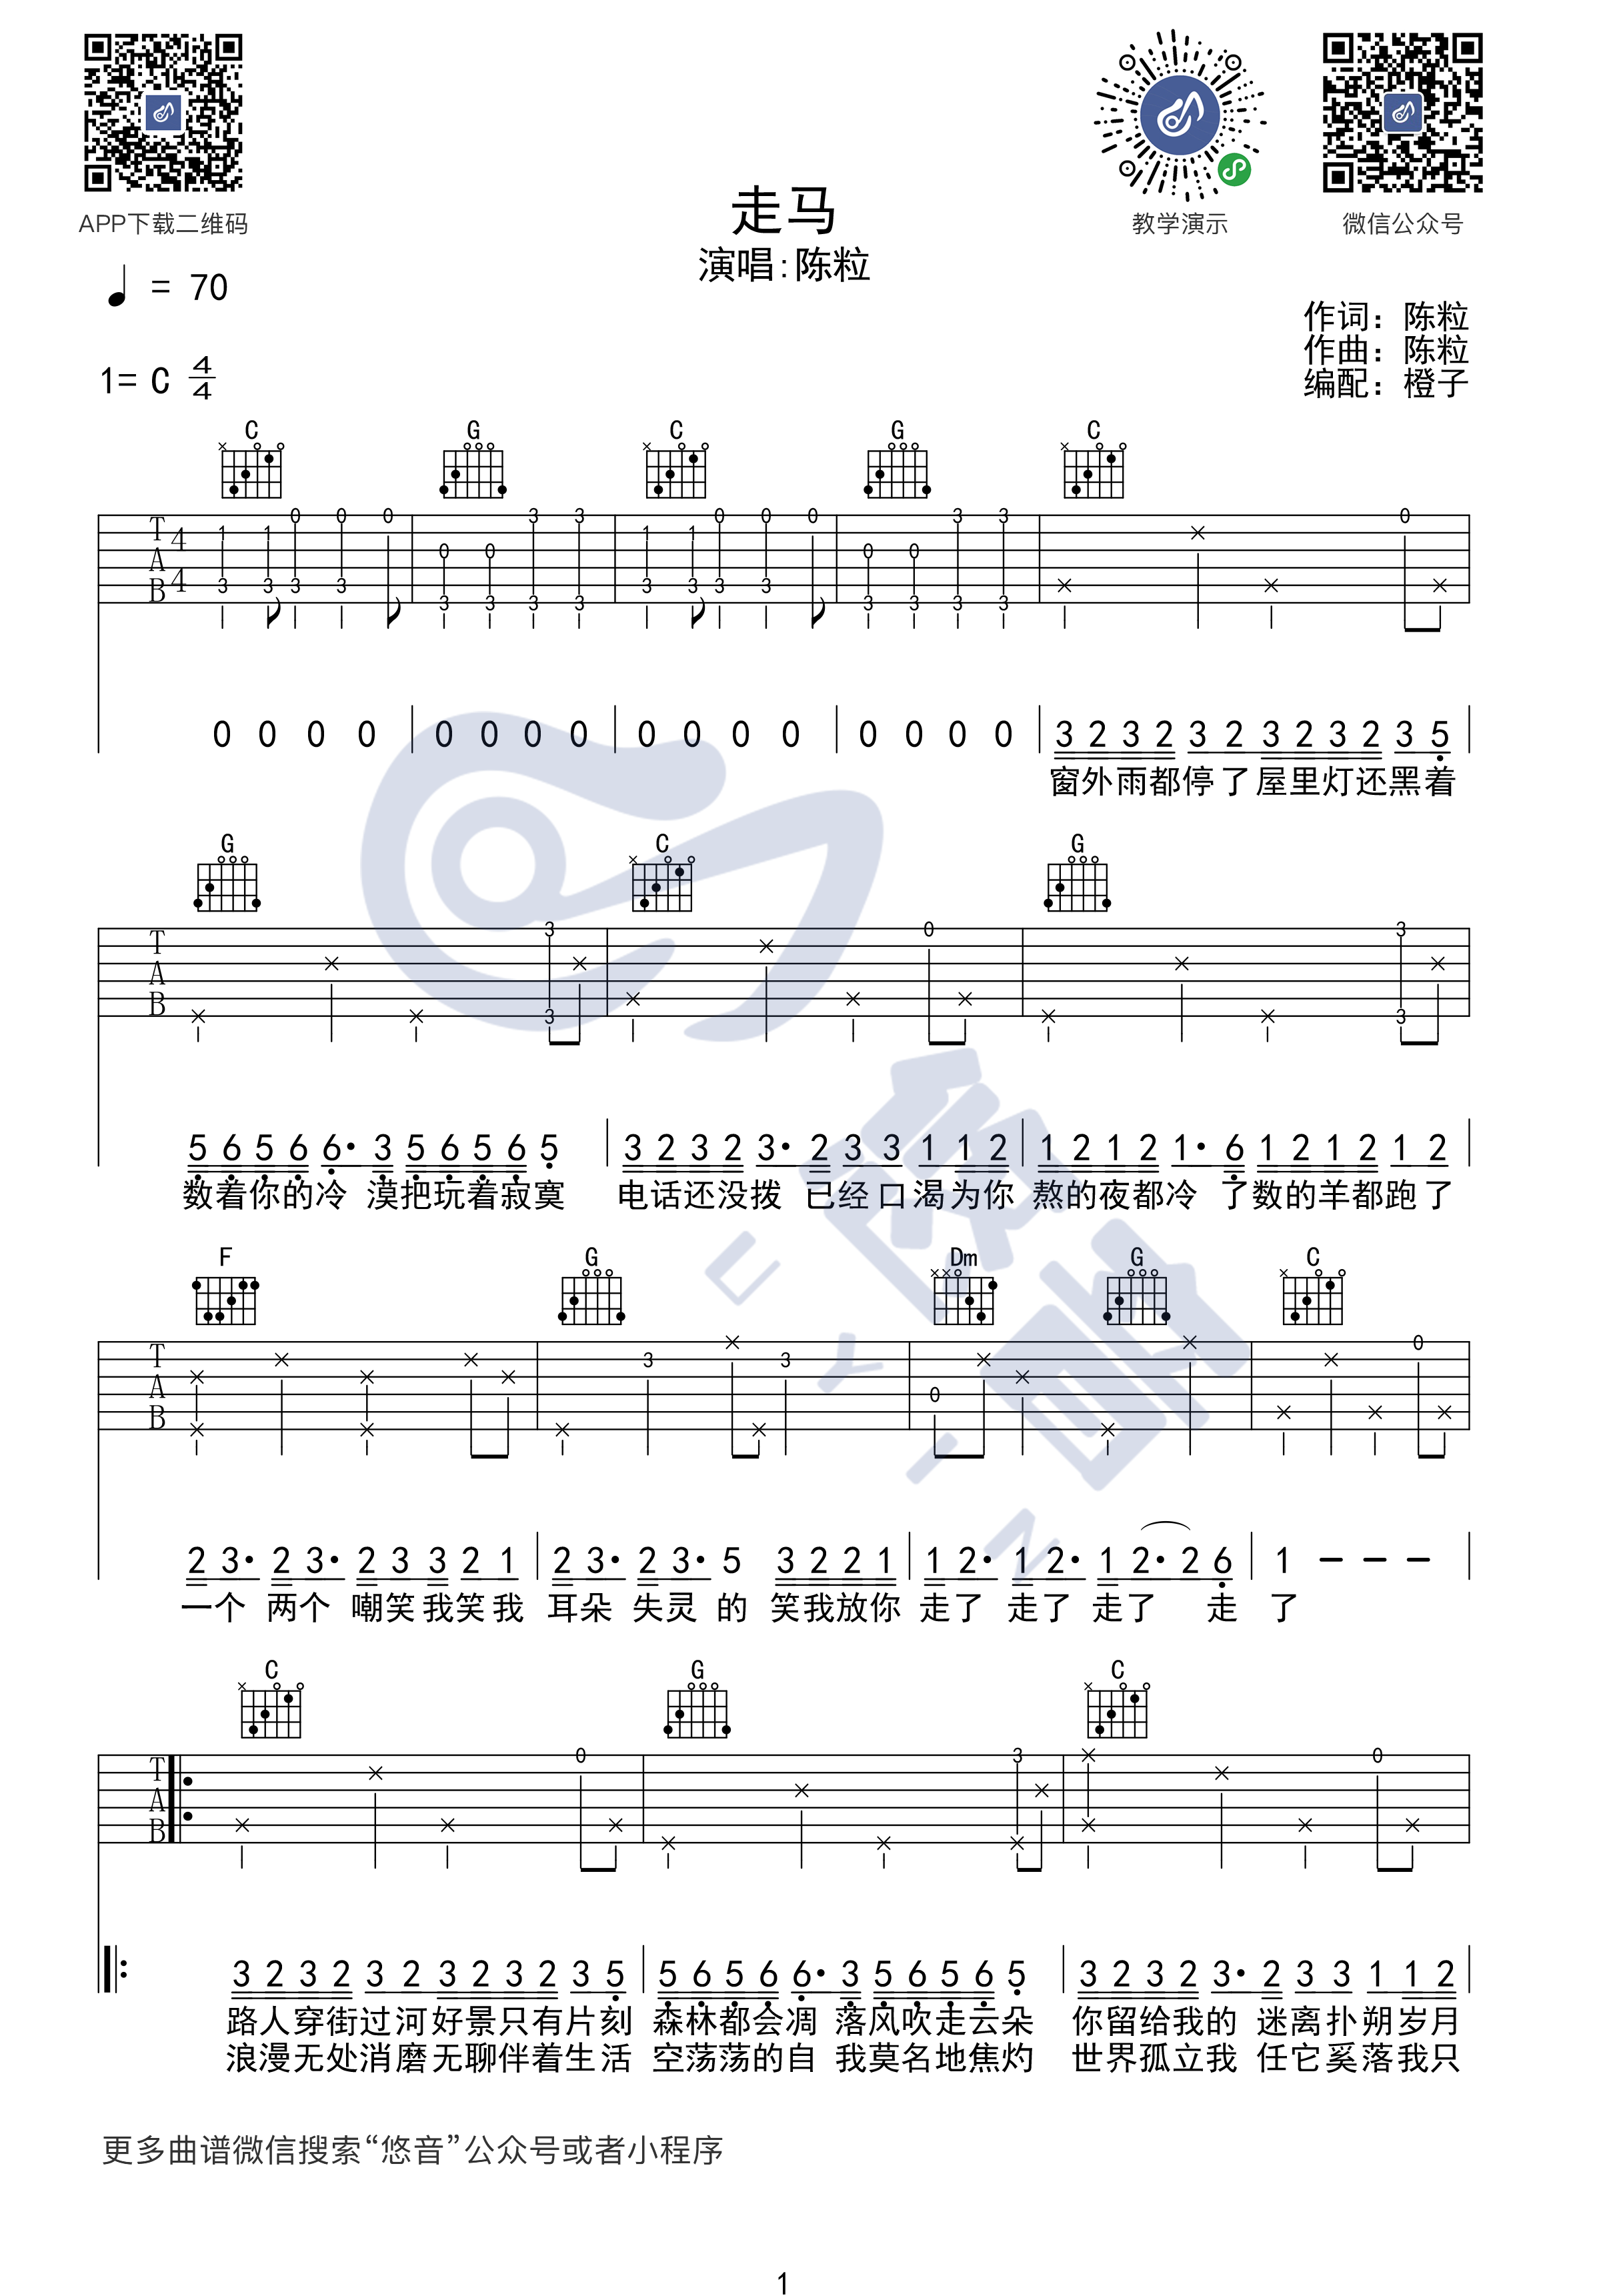 APP下载二维码
教学演示
微信公众号
走马
演唱:陈粒
= 70
作词：陈粒
作曲：陈粒
编配：橙子
1= C 4/4
C G C G C
T A B 4 4
0 0 0 0 | 0 0 0 0 | 0 0 0 0 | 0 0 0 0 | 3 2 3 2 3 2 3 2 3 2 3 5
窗外雨都停了屋里灯还黑着
G C G
T A B
5 6 5 6 6· 3 5 6 5 6 5 | 3 2 3 2 3· 2 3 3 1 1 2 | 1 2 1 2 1· 6 1 2 1 2 1 2
数着你的冷 漠把玩着寂寞 电话还没拨 已经口渴为你 熬的夜都冷 了数的羊都跑了
F G Dm G C
T A B
2 3· 2 3· 2 3 3 2 1 | 2 3· 2 3· 5 3 2 2 1 | 1 2· 1 2· 1 2· 2 6 | 1 – – –
一个 两个 嘲笑我笑我 耳朵 失灵 的 笑我放你 走了 走了 走了 走 了
C G C
T A B
3 2 3 2 3 2 3 2 3 2 3 5 | 5 6 5 6 6· 3 5 6 5 6 5 | 3 2 3 2 3· 2 3 3 1 1 2
路人穿街过河好景只有片刻 森林都会凋 落风吹走云朵 你留给我的 迷离扑朔岁月
浪漫无处消磨无聊伴着生活 空荡荡的自 我莫名地焦灼 世界孤立我 任它奚落我只
悠音
U YIN
更多曲谱微信搜索“悠音”公众号或者小程序
1